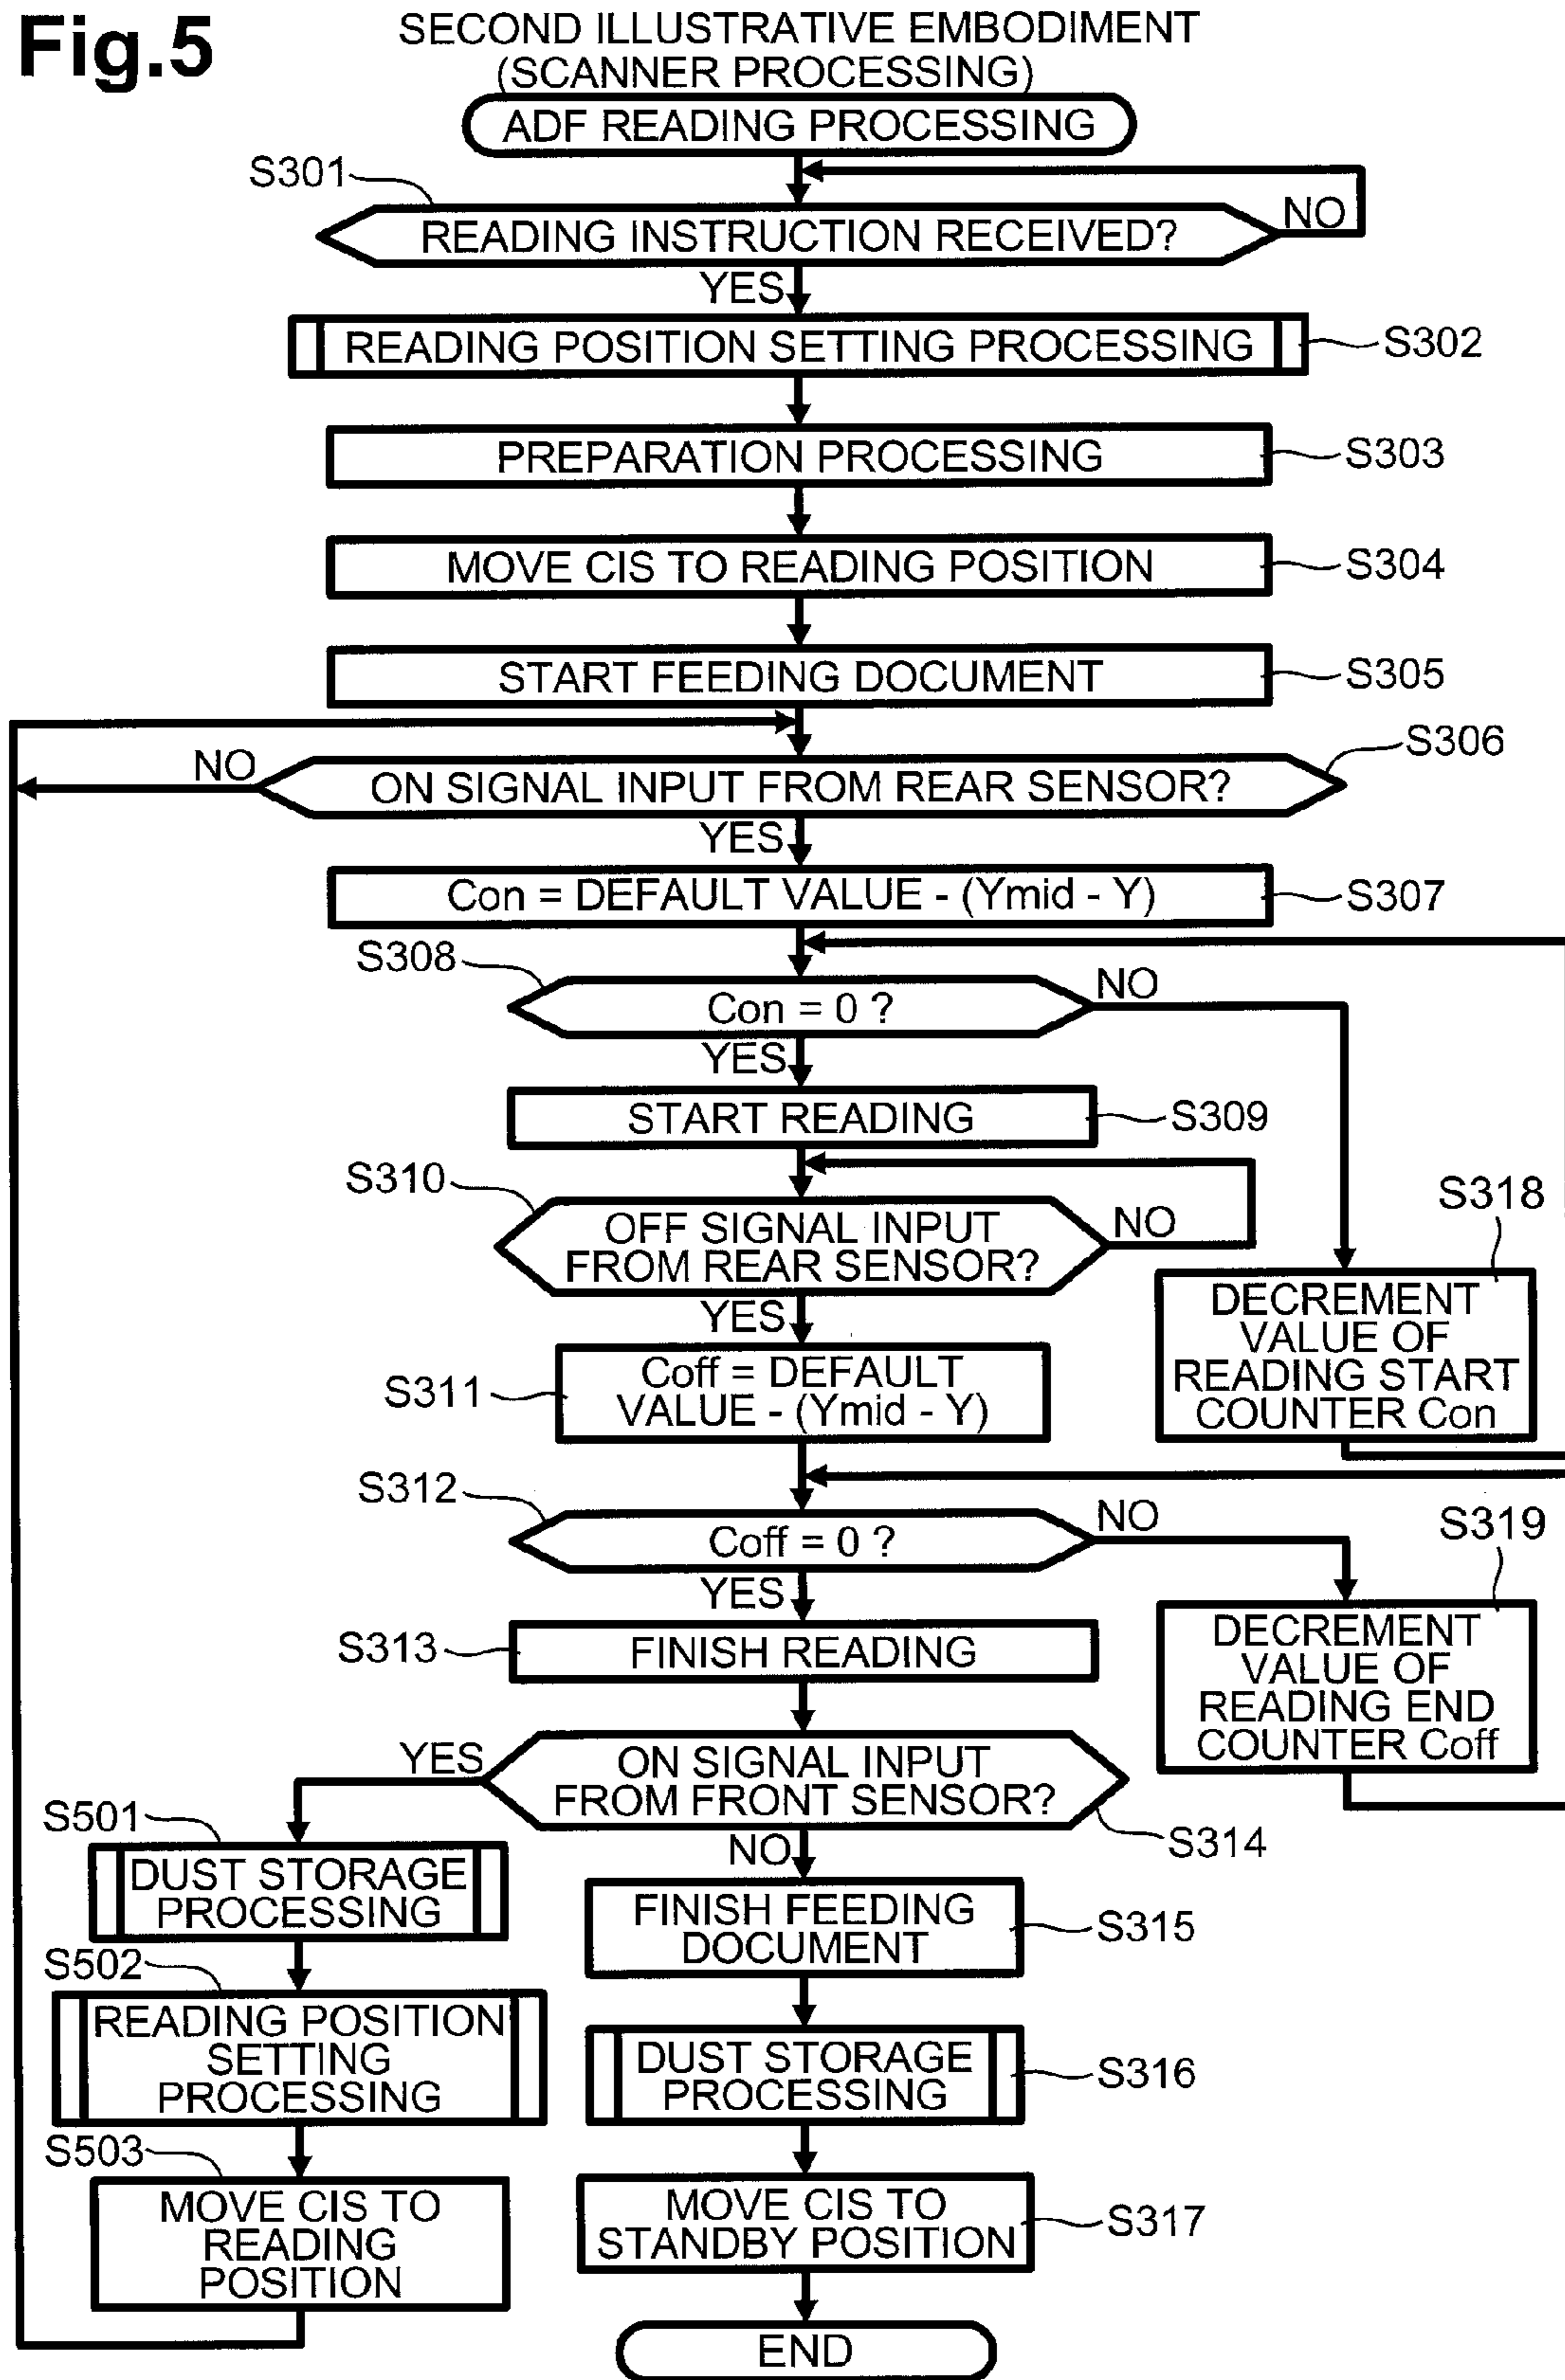 Fig.5
SECOND ILLUSTRATIVE EMBODIMENT
(SCANNER PROCESSING)
ADF READING PROCESSING
S301
READING INSTRUCTION RECEIVED?
NO
YES
READING POSITION SETTING PROCESSING
S302
PREPARATION PROCESSING
S303
MOVE CIS TO READING POSITION
S304
START FEEDING DOCUMENT
S305
S306
NO
ON SIGNAL INPUT FROM REAR SENSOR?
YES
Con = DEFAULT VALUE - (Ymid - Y)
S307
S308
Con = 0 ?
NO
YES
START READING
S309
S310
OFF SIGNAL INPUT
FROM REAR SENSOR?
NO
YES
S318
DECREMENT
VALUE OF
READING START
COUNTER Con
S311
Coff = DEFAULT
VALUE - (Ymid - Y)
S312
Coff = 0 ?
NO
YES
S319
DECREMENT
VALUE OF
READING END
COUNTER Coff
S313
FINISH READING
YES
ON SIGNAL INPUT
FROM FRONT SENSOR?
S314
NO
S501
DUST STORAGE
PROCESSING
S502
READING POSITION
SETTING
PROCESSING
S503
MOVE CIS TO
READING
POSITION
FINISH FEEDING
DOCUMENT
S315
DUST STORAGE
PROCESSING
S316
MOVE CIS TO
STANDBY POSITION
S317
END